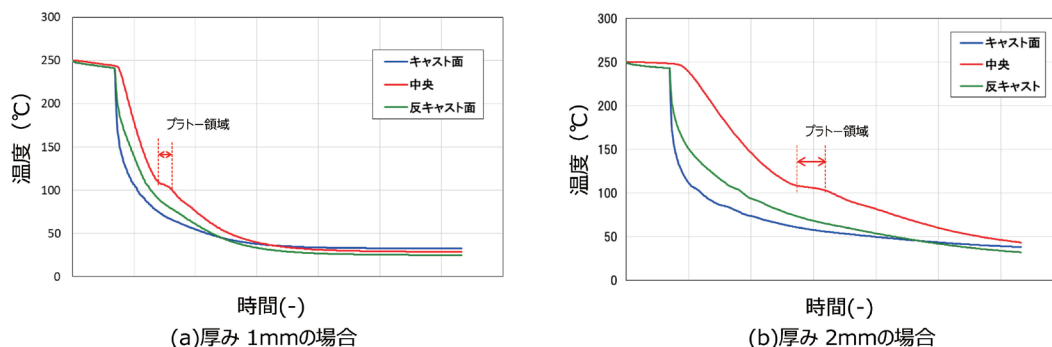 300
250
200
150
100
50
0
温度 (℃)
キャスト面
中央
反キャスト面
プラトー領域
時間(-)
(a)厚み 1mmの場合
300
250
200
150
100
50
0
温度 (℃)
キャスト面
中央
反キャスト
プラトー領域
時間(-)
(b)厚み 2mmの場合